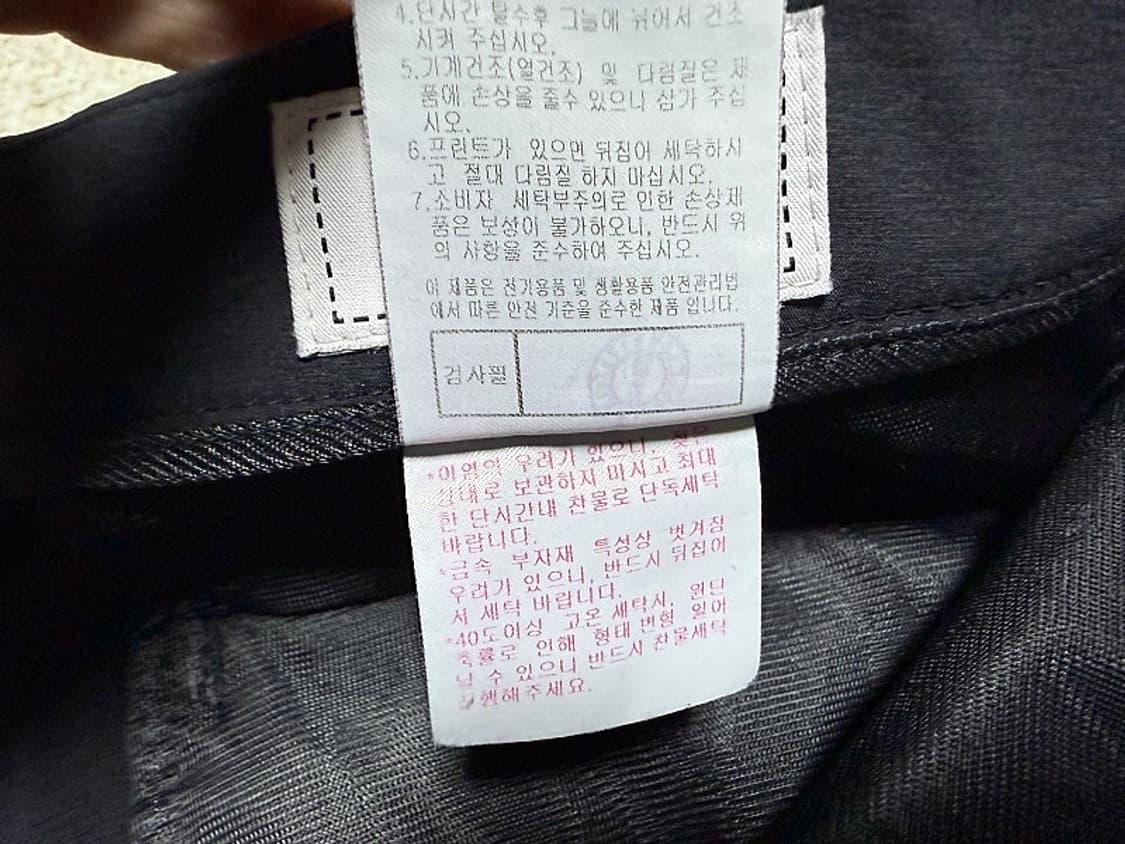 4.단시간 탈수후 그늘에 뉘어서 건조
시켜 주십시오.
5.기계건조(열건조) 및 다림질은 제
품에 손상을 줄수 있으니 삼가 주십
시오.
6.프린트가 있으면 뒤집어 세탁하시
고 절대 다림질 하지 마십시오.
7.소비자 세탁부주의로 인한 손상제
품은 보상이 불가하오니, 반드시 위
의 사항을 준수하여 주십시오.
이 제품은 전기용품 및 생활용품 안전관리법
에서 따른 안전 기준을 준수한 제품 입니다.
검사필
*이염의 우려가 있으니, 젖은
상태로 보관하지 마시고 최대
한 단시간내 찬물로 단독세탁
바랍니다.
*금속 부자재 특성상 벗겨짐
우려가 있으니, 반드시 뒤집어
서 세탁 바랍니다.
*40도이상 고온 세탁시, 원단
축률로 인해 형태 변형 일어
날 수 있으니 반드시 찬물세탁
진행해주세요.